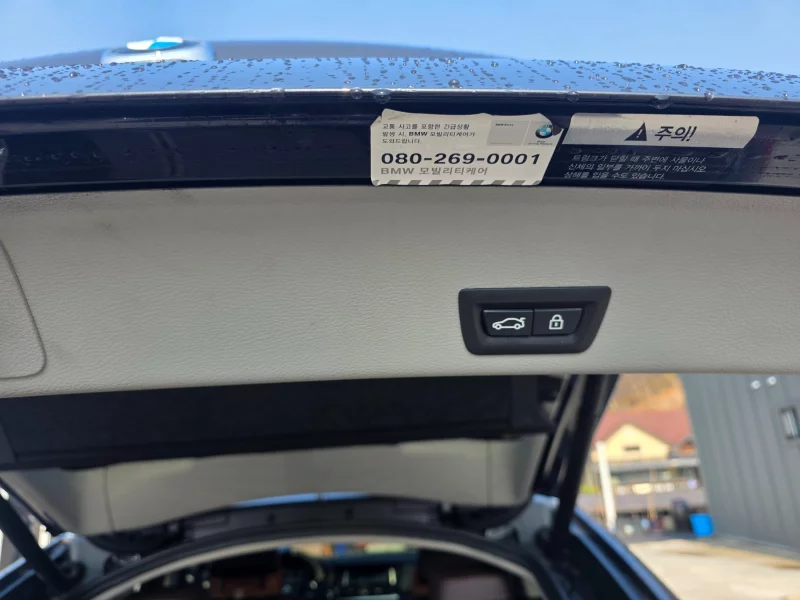 교통 사고를 포함한 긴급상황
발생 시, BMW 모빌리티케어가
도와드립니다.
080-269-0001
BMW 모빌리티케어
주의!
트렁크가 닫힐 때 주변에 사물이나
신체의 일부를 가까이 두지 마십시오
상해를 입을 수도 있습니다.